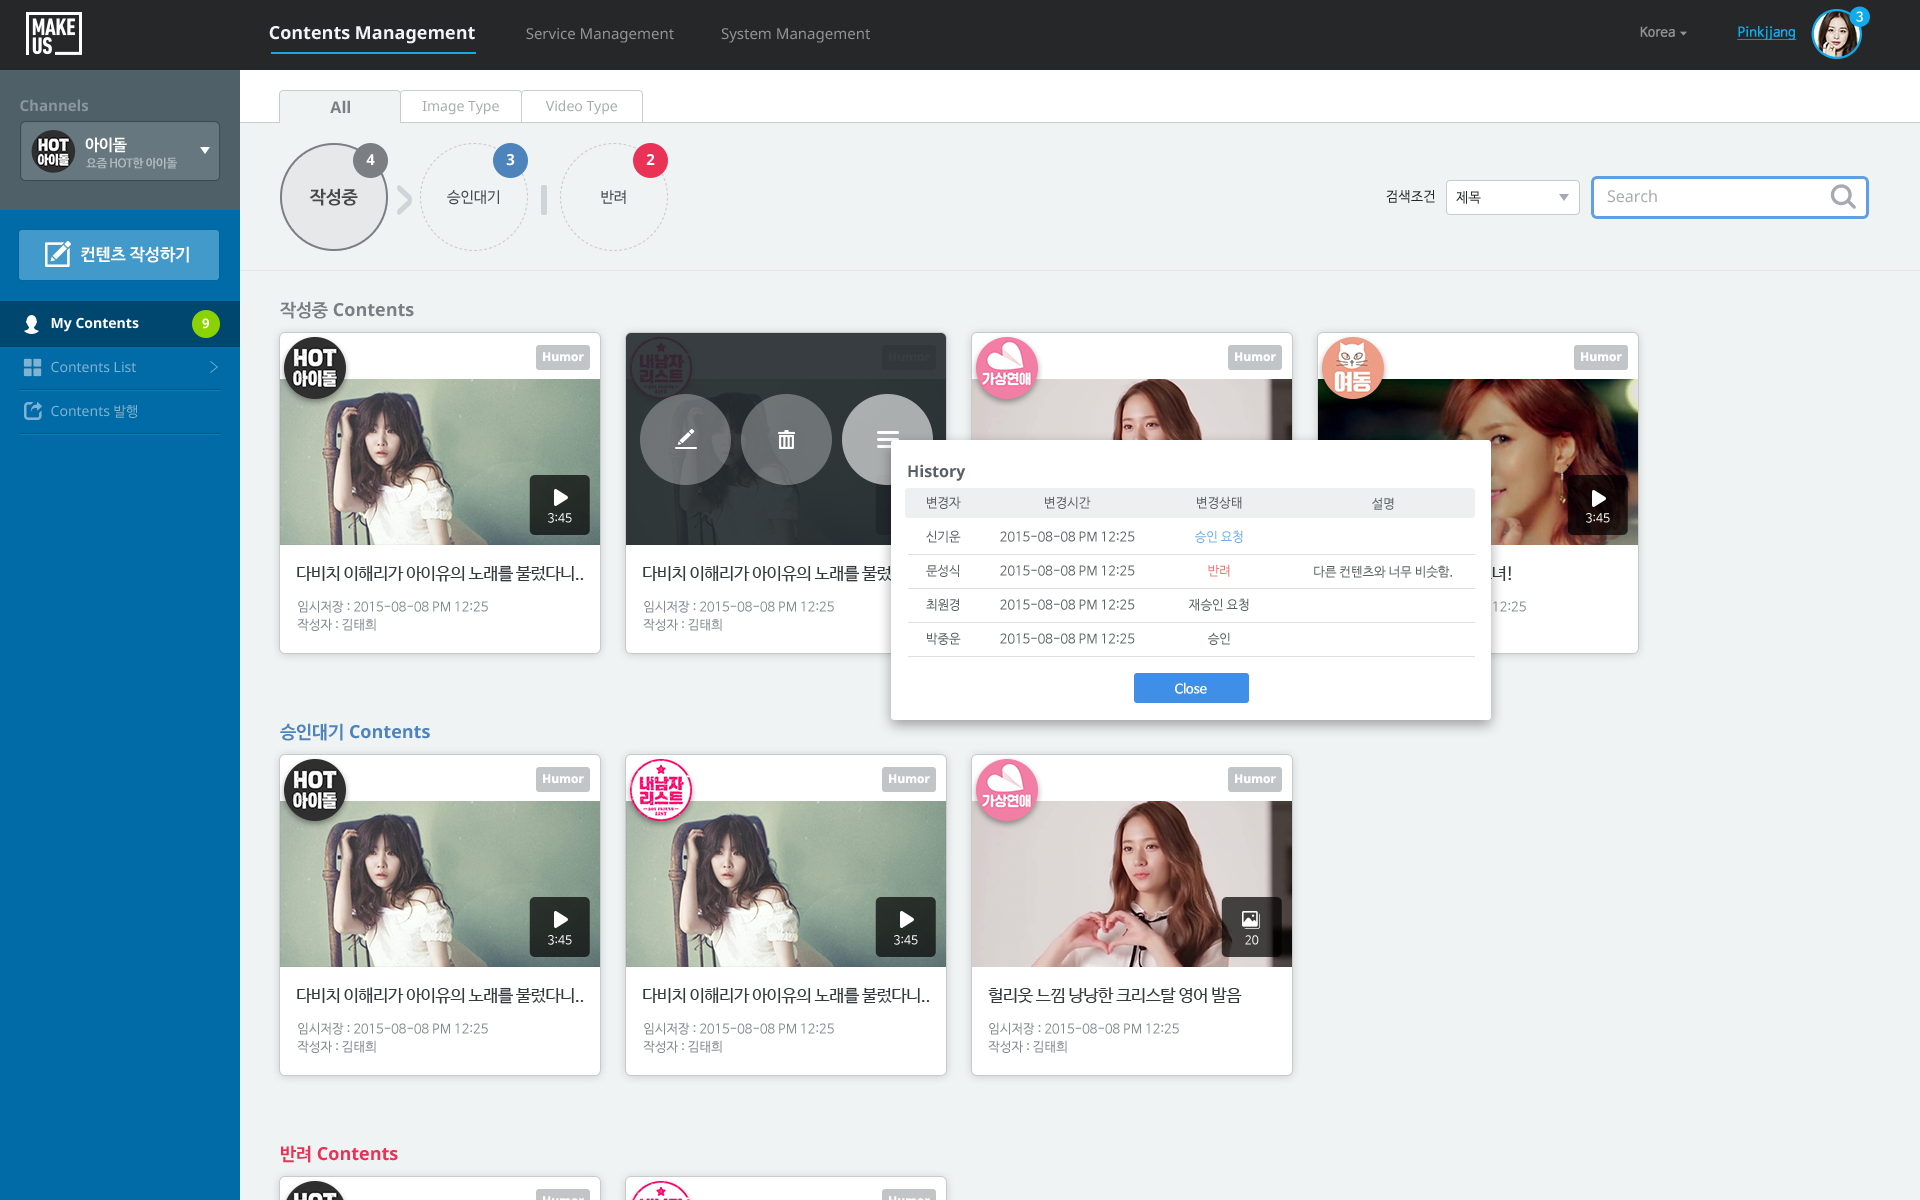 MAKE
US
Contents Management
Service Management
System Management
Korea
Pinkjjang
3
Channels
HOT
아이돌
아이돌
요즘 HOT한 아이돌
컨텐츠 작성하기
My Contents
9
Contents List
Contents 발행
All
Image Type
Video Type
작성중
4
승인대기
3
반려
2
검색조건
제목
Search
작성중 Contents
HOT
아이돌
Humor
3:45
다비치 이해리가 아이유의 노래를 불렀다니..
임시저장 : 2015-08-08 PM 12:25
작성자 : 김태희
내남자
리스트
Humor
다비치 이해리가 아이유의 노래를 불렀
임시저장 : 2015-08-08 PM 12:25
작성자 : 김태희
가상연애
Humor
여동
Humor
3:45
녀!
12:25
History
변경자 변경시간 변경상태 설명
신기운 2015-08-08 PM 12:25 승인 요청
문성식 2015-08-08 PM 12:25 반려 다른 컨텐츠와 너무 비슷함.
최원경 2015-08-08 PM 12:25 재승인 요청
박중운 2015-08-08 PM 12:25 승인
Close
승인대기 Contents
HOT
아이돌
Humor
3:45
다비치 이해리가 아이유의 노래를 불렀다니..
임시저장 : 2015-08-08 PM 12:25
작성자 : 김태희
내남자
리스트
BOY FRIEND
LIST
Humor
3:45
다비치 이해리가 아이유의 노래를 불렀다니..
임시저장 : 2015-08-08 PM 12:25
작성자 : 김태희
가상연애
Humor
20
헐리웃 느낌 낭낭한 크리스탈 영어 발음
임시저장 : 2015-08-08 PM 12:25
작성자 : 김태희
반려 Contents
HOT
Humor
내남자
Humor